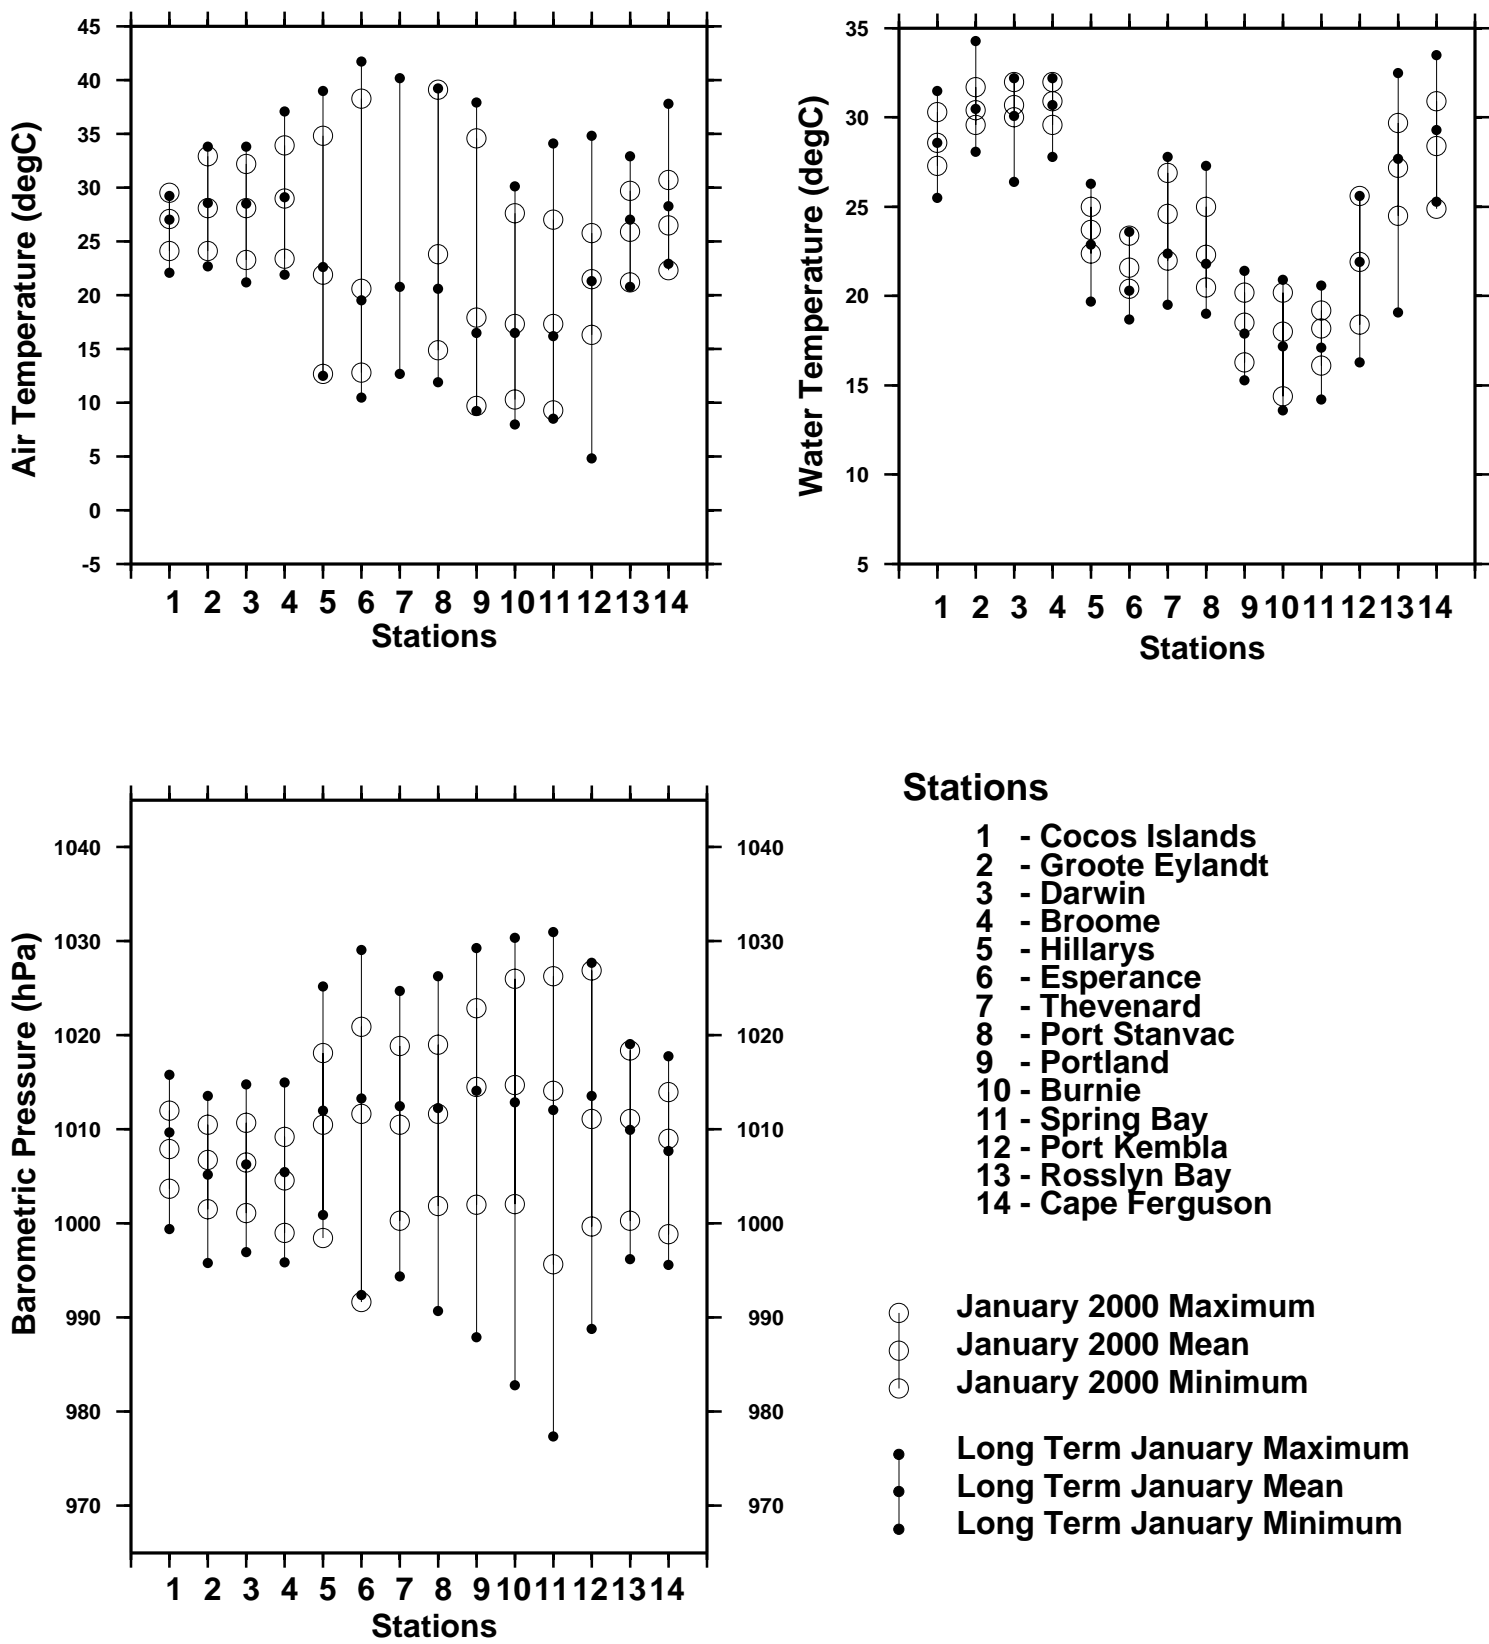 Air Temperature (degC)
45
40
35
30
25
20
15
10
5
0
-5
1 2 3 4 5 6 7 8 9 10 11 12 13 14
Stations
Water Temperature (degC)
35
30
25
20
15
10
5
1 2 3 4 5 6 7 8 9 10 11 12 13 14
Stations
Barometric Pressure (hPa)
1040 1040
1030 1030
1020 1020
1010 1010
1000 1000
990 990
980 980
970 970
1 2 3 4 5 6 7 8 9 10 11 12 13 14
Stations
Stations
1 - Cocos Islands
2 - Groote Eylandt
3 - Darwin
4 - Broome
5 - Hillarys
6 - Esperance
7 - Thevenard
8 - Port Stanvac
9 - Portland
10 - Burnie
11 - Spring Bay
12 - Port Kembla
13 - Rosslyn Bay
14 - Cape Ferguson
January 2000 Maximum
January 2000 Mean
January 2000 Minimum
Long Term January Maximum
Long Term January Mean
Long Term January Minimum